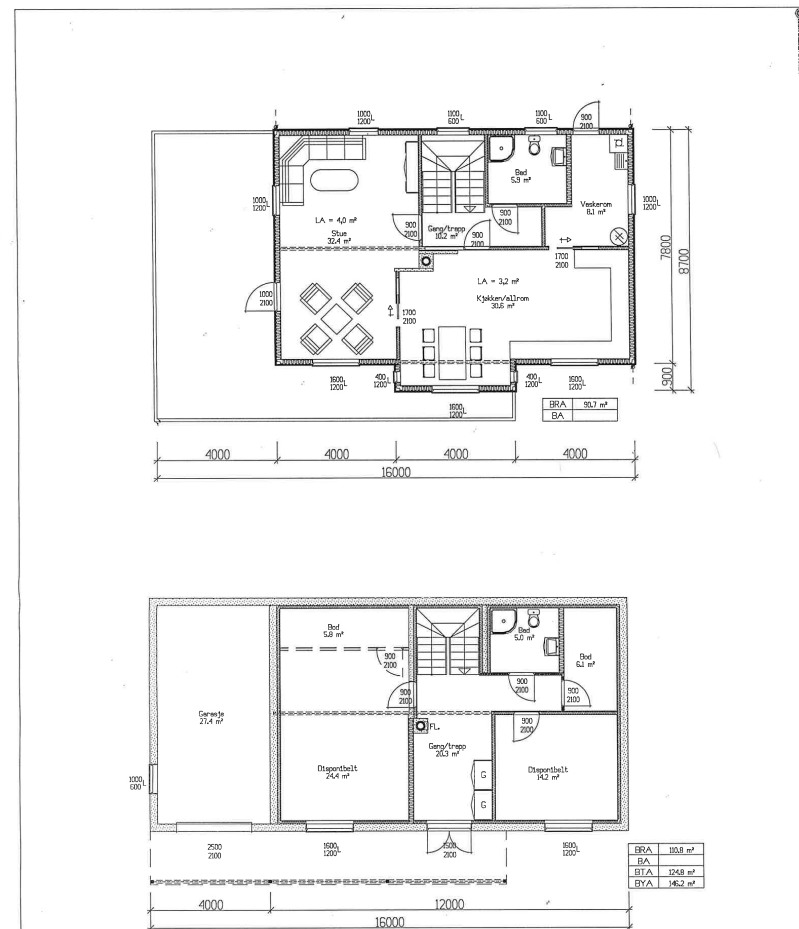 1000
1200 L
1100
600 L
1100
600 L
900
2100
Bad
5.9 m²
1000
1200 L
Vaskerom
8.1 m²
1000
1200 L
LA = 4,0 m²
Stue
32.4 m²
900
2100
Gang/trapp
10.2 m²
900
2100
900
2100
1700
2100
7800
8700
LA = 3,2 m²
Kjøkken/allrom
30.6 m²
1000
2100
1700
2100
1600
1200 L
400
1200 L
400
1200 L
1600
1200 L
900
1600
1200 L
BRA 90.7 m²
BA
4000 4000 4000 4000
16000
Bod
5.8 m²
Bad
5.0 m²
Bod
6.1 m²
900
2100
900
2100
900
2100
900
2100
Garasje
27.4 m²
FL.
900
2100
Gang/trapp
20.3 m²
Disponibelt
24.4 m²
Disponibelt
14.2 m²
G
G
1000
600 L
2500
2100
1600
1200 L
1500
2100
1600
1200 L
BRA 110.8 m²
BA
BTA 124.8 m²
BYA 146.2 m²
4000 12000
16000